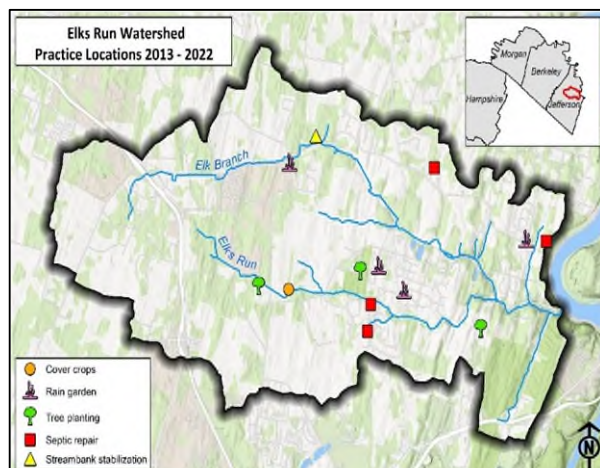 Elks Run Watershed
Practice Locations 2013 - 2022
Morgan
Berkeley
Hampshire
Jefferson
Elk Branch
Elks Run
Cover crops
Rain garden
Tree planting
Septic repair
Streambank stabilization
N